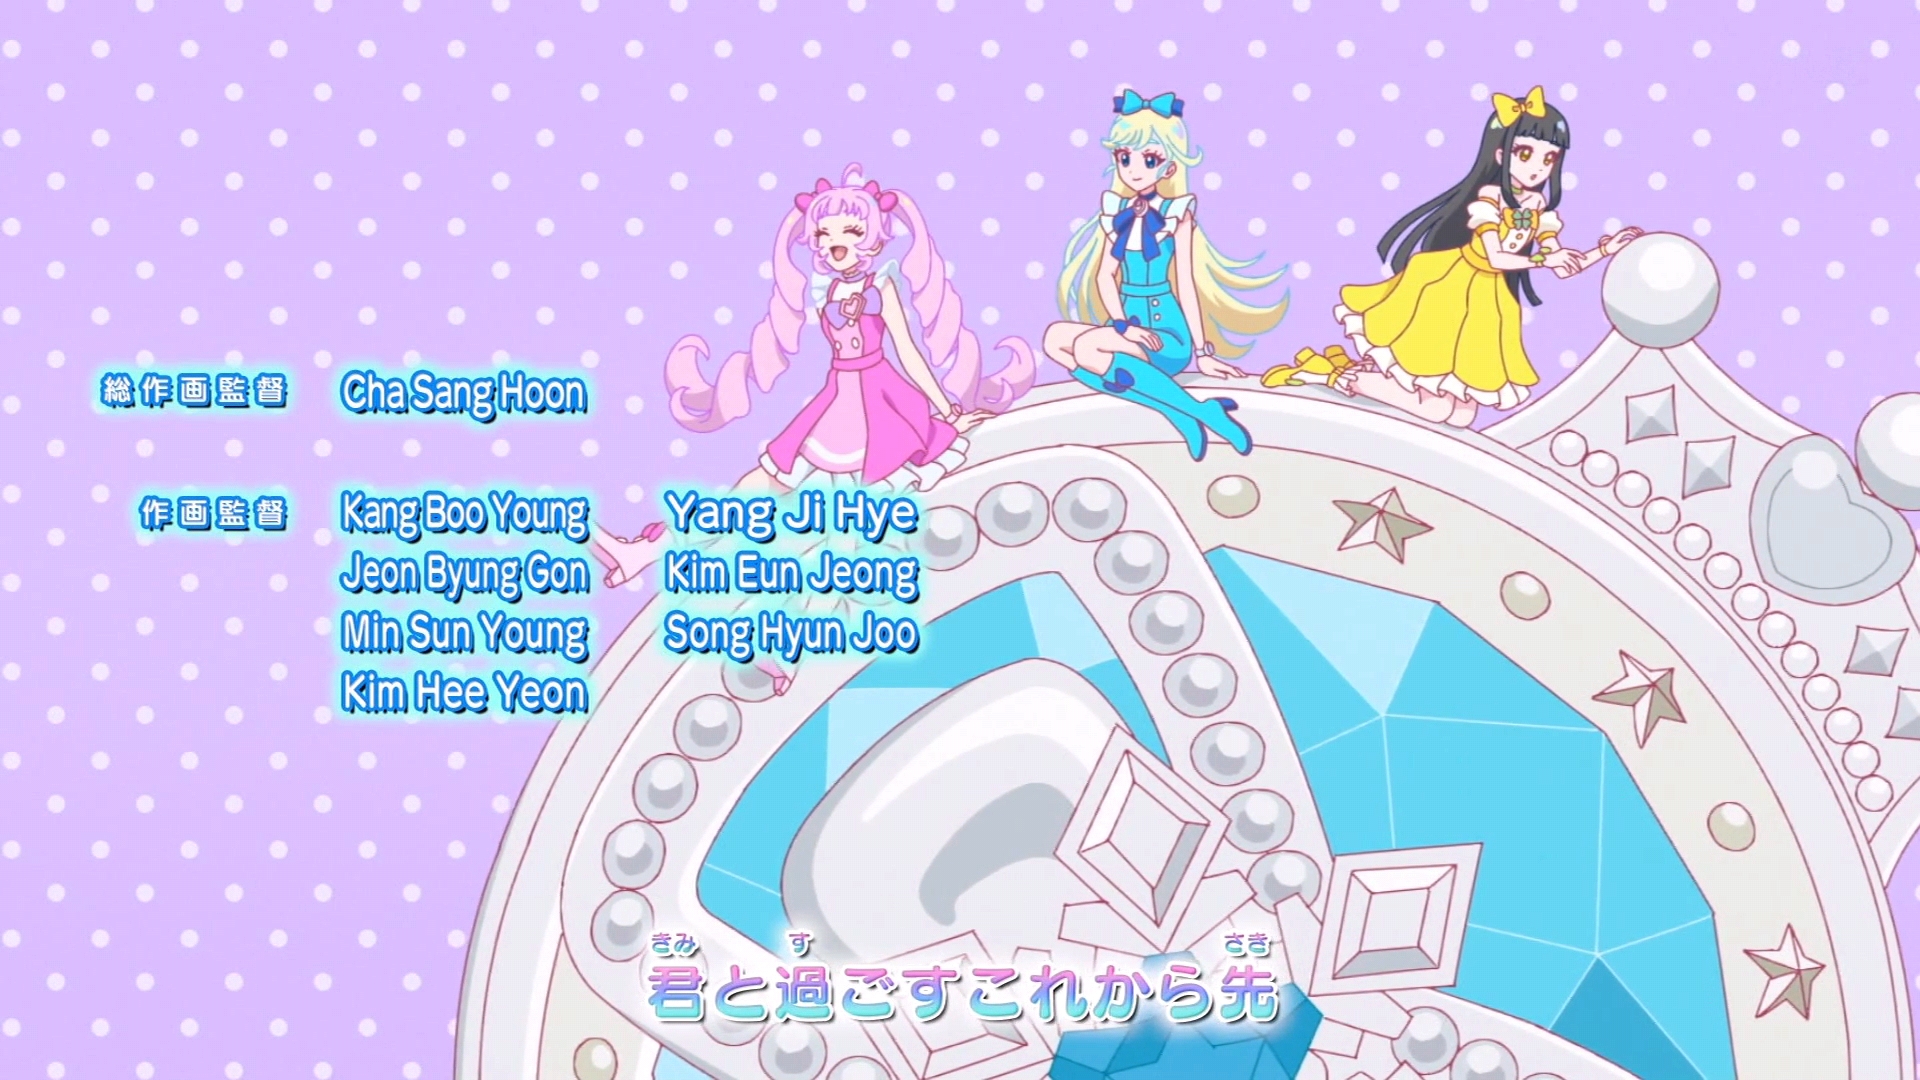 総作画監督 Cha Sang Hoon
作画監督 Kang Boo Young Yang Ji Hye
Jeon Byung Gon Kim Eun Jeong
Min Sun Young Song Hyun Joo
Kim Hee Yeon
きみ す さき
君と過ごすこれから先